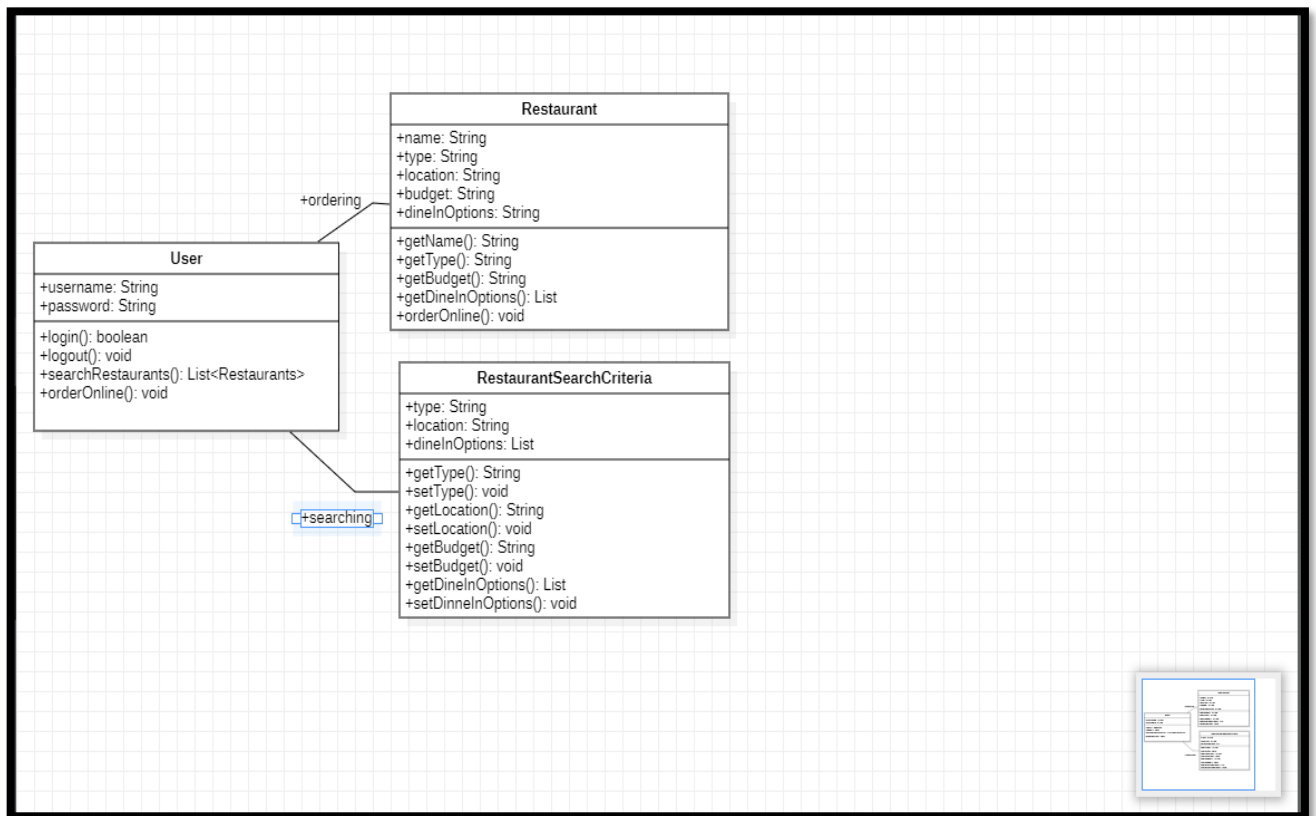 Restaurant
+name: String
+type: String
+location: String
+budget: String
+dineInOptions: String
+getName(): String
+getType(): String
+getBudget(): String
+getDineInOptions(): List
+orderOnline(): void
+ordering
User
+username: String
+password: String
+login(): boolean
+logout(): void
+searchRestaurants(): List<Restaurants>
+orderOnline(): void
+searching
RestaurantSearchCriteria
+type: String
+location: String
+dineInOptions: List
+getType(): String
+setType(): void
+getLocation(): String
+setLocation(): void
+getBudget(): String
+setBudget(): void
+getDineInOptions(): List
+setDinneInOptions(): void